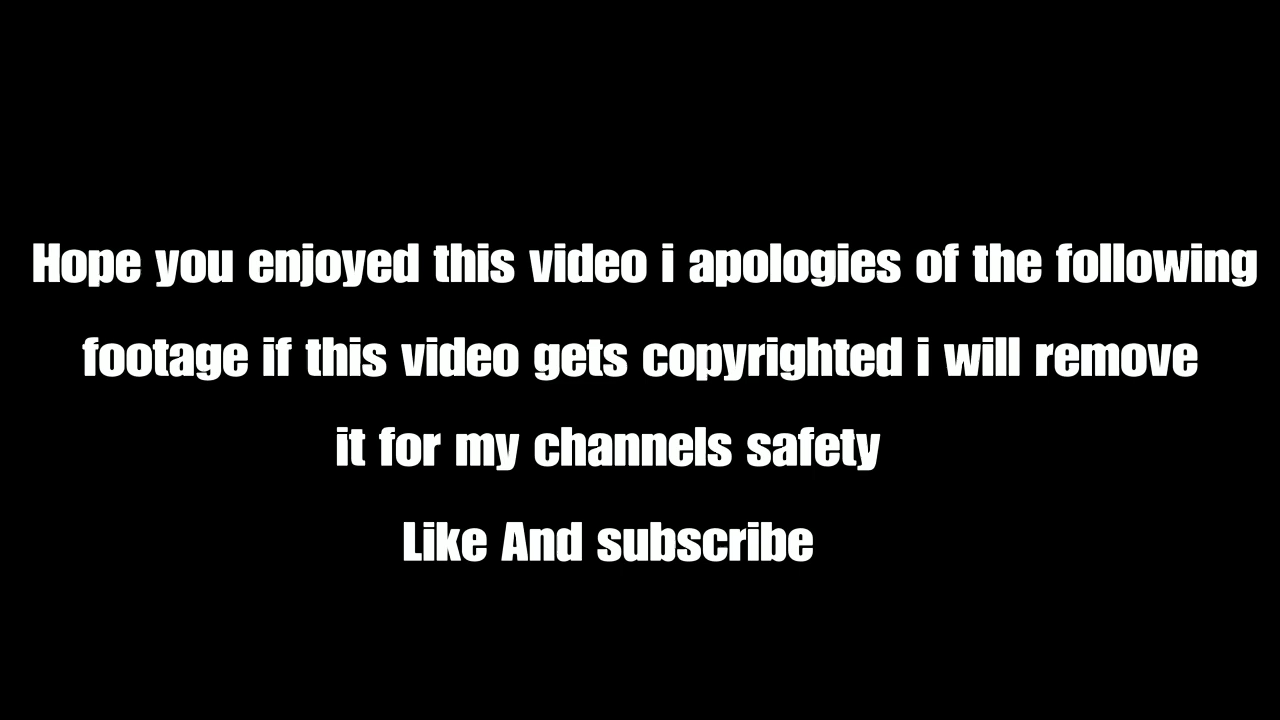 Hope you enjoyed this video i apologies of the following
footage if this video gets copyrighted i will remove
it for my channels safety
Like And subscribe